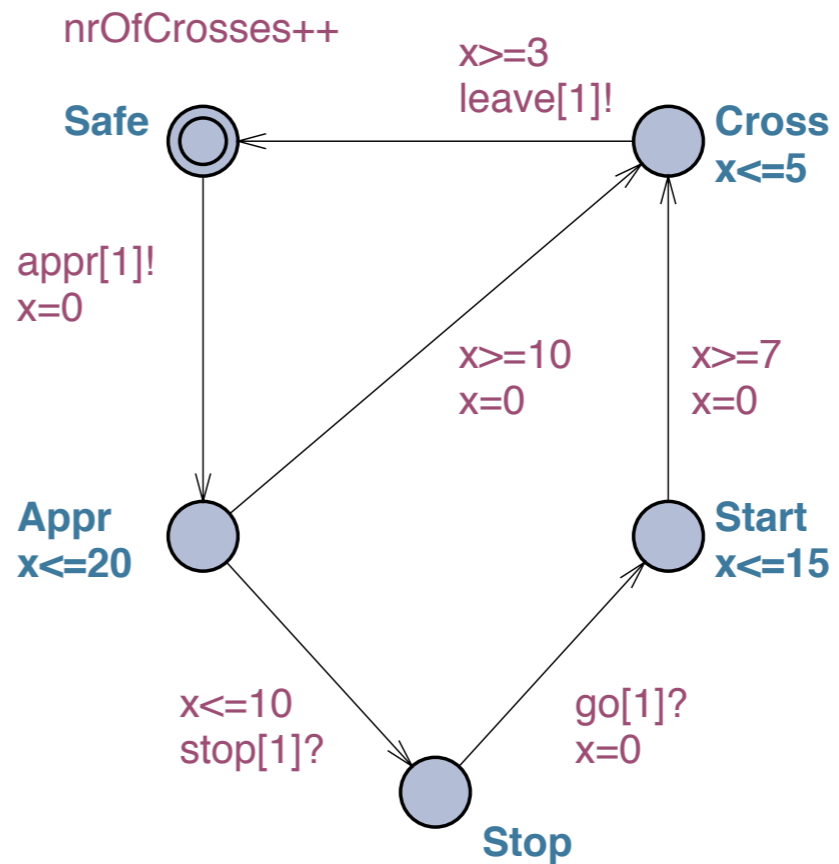 nrOfCrosses++
x>=3
leave[1]!
Safe
Cross
x<=5
appr[1]!
x=0
x>=10
x=0
x>=7
x=0
Appr
x<=20
Start
x<=15
x<=10
stop[1]?
go[1]?
x=0
Stop